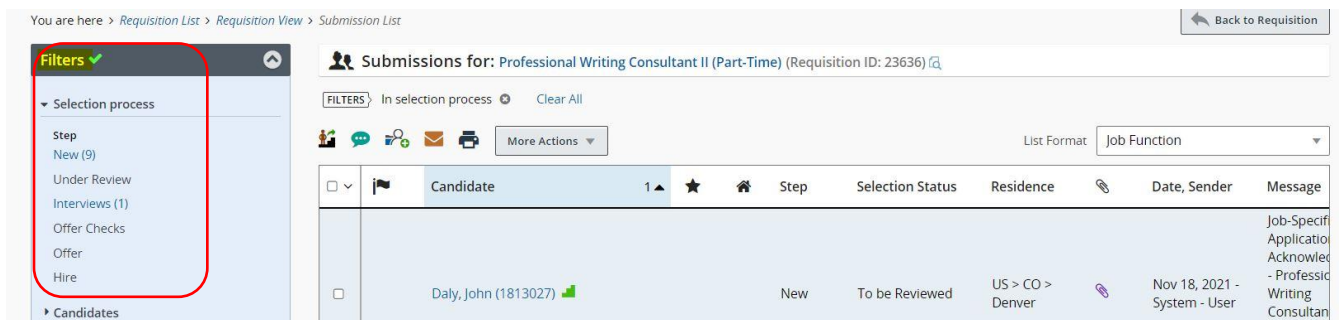 You are here > Requisition List > Requisition View > Submission List
Back to Requisition
Filters
Selection process
Step
New (9)
Under Review
Interviews (1)
Offer Checks
Offer
Hire
Candidates
Submissions for: Professional Writing Consultant II (Part-Time) (Requisition ID: 23636)
FILTERS In selection process Clear All
More Actions
List Format Job Function
Candidate 1 Step Selection Status Residence Date, Sender Message
Daly, John (1813027) New To be Reviewed
US > CO >
Denver
Nov 18, 2021 -
System - User
Job-Specifi
Applicatio
Acknowled
- Professio
Writing
Consultan